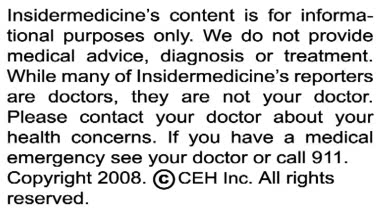 Insidermedicine's content is for informa-
tional purposes only. We do not provide
medical advice, diagnosis or treatment.
While many of Insidermedicine's reporters
are doctors, they are not your doctor.
Please contact your doctor about your
health concerns. If you have a medical
emergency see your doctor or call 911.
Copyright 2008. © CEH Inc. All rights
reserved.